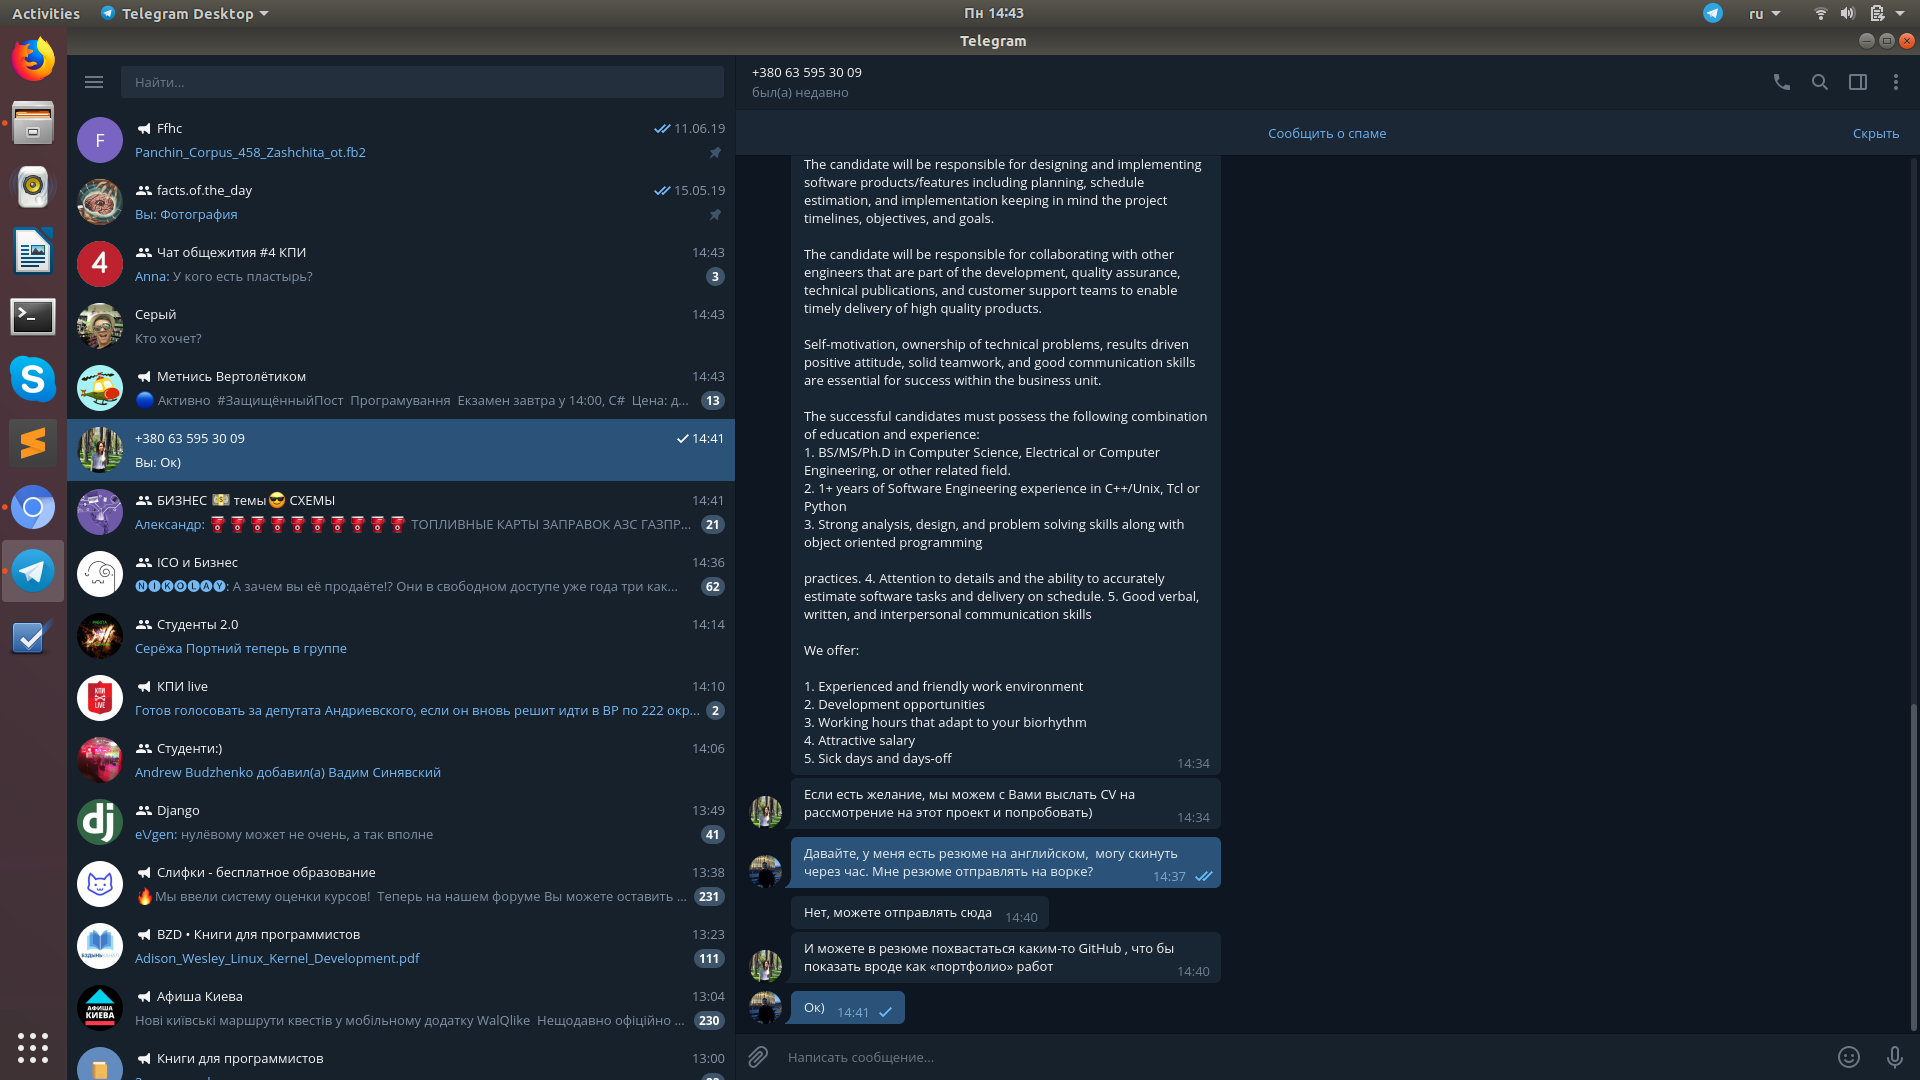 Activities
Telegram Desktop
Пн 14:43
ru
Telegram
Найти...
F
Ffhc
11.06.19
Panchin_Corpus_458_Zashchita_ot.fb2
facts.of.the_day
15.05.19
Вы: Фотография
4
Чат общежития #4 КПИ
14:43
Anna: У кого есть пластырь?
3
Серый
14:43
Кто хочет?
Метнись Вертолётиком
14:43
Активно #ЗащищённыйПост Програмування Екзамен завтра у 14:00, C# Цена: д...
13
+380 63 595 30 09
14:41
Вы: Ок)
БИЗНЕС 💵 темы😎 СХЕМЫ
14:41
Александр: ТОПЛИВНЫЕ КАРТЫ ЗАПРАВОК АЗС ГАЗПР...
21
ICO и Бизнес
14:36
🅝🅘🅚🅞🅛🅐🅨: А зачем вы её продаёте!? Они в свободном доступе уже года три как...
62
Студенты 2.0
14:14
Серёжа Портний теперь в группе
КПИ LIVE
КПИ live
14:10
Готов голосовать за депутата Андриевского, если он вновь решит идти в ВР по 222 окр...
2
Студенти:)
14:06
Andrew Budzhenko добавил(а) Вадим Синявский
dj
Django
13:49
e\/gen: нулёвому может не очень, а так вполне
41
Слифки - бесплатное образование
13:38
🔥Мы ввели систему оценки курсов! Теперь на нашем форуме Вы можете оставить ...
231
BZD • Книги для программистов
13:23
Adison_Wesley_Linux_Kernel_Development.pdf
111
АФИША КИЕВА
Афиша Киева
13:04
Нові київські маршрути квестів у мобільному додатку WalQlike Нещодавно офіційно ...
230
Книги для программистов
13:00
+380 63 595 30 09
был(а) недавно
Сообщить о спаме
Скрыть
The candidate will be responsible for designing and implementing
software products/features including planning, schedule
estimation, and implementation keeping in mind the project
timelines, objectives, and goals.
The candidate will be responsible for collaborating with other
engineers that are part of the development, quality assurance,
technical publications, and customer support teams to enable
timely delivery of high quality products.
Self-motivation, ownership of technical problems, results driven
positive attitude, solid teamwork, and good communication skills
are essential for success within the business unit.
The successful candidates must possess the following combination
of education and experience:
1. BS/MS/Ph.D in Computer Science, Electrical or Computer
Engineering, or other related field.
2. 1+ years of Software Engineering experience in C++/Unix, Tcl or
Python
3. Strong analysis, design, and problem solving skills along with
object oriented programming
practices. 4. Attention to details and the ability to accurately
estimate software tasks and delivery on schedule. 5. Good verbal,
written, and interpersonal communication skills
We offer:
1. Experienced and friendly work environment
2. Development opportunities
3. Working hours that adapt to your biorhythm
4. Attractive salary
5. Sick days and days-off
14:34
Если есть желание, мы можем с Вами выслать CV на
рассмотрение на этот проект и попробовать)
14:34
Давайте, у меня есть резюме на английском, могу скинуть
через час. Мне резюме отправлять на ворке?
14:37
Нет, можете отправлять сюда
14:40
И можете в резюме похвастаться каким-то GitHub , что бы
показать вроде как «портфолио» работ
14:40
Ок)
14:41
Написать сообщение...